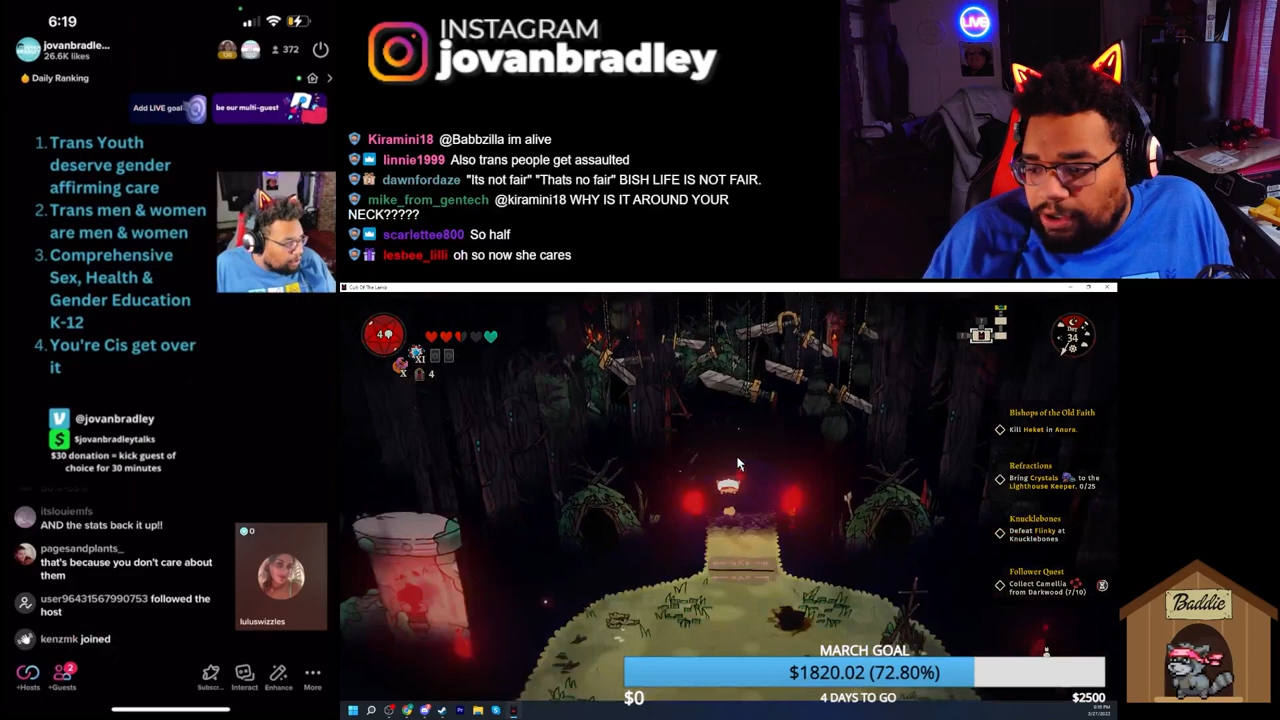 6:19
jovanbradle...
26.6K likes
372
Daily Ranking
Add LIVE goal
be our multi-guest
1. Trans Youth
deserve gender
affirming care
2. Trans men & women
are men & women
3. Comprehensive
Sex, Health &
Gender Education
K-12
4. You're Cis get over
it
@jovanbradley
$jovanbradleytalks
$30 donation = kick guest of
choice for 30 minutes
itslouiemfs
AND the stats back it up!!
pagesandplants_
that's because you don't care about
them
user96431567990753 followed the
host
kenzmk joined
0
luluswizzles
+Hosts
+Guests
2
Subscr...
Interact
Enhance
More
INSTAGRAM
jovanbradley
Kiramini18 @Babbzilla im alive
linnie1999 Also trans people get assaulted
dawnfordaze "Its not fair" "Thats no fair" BISH LIFE IS NOT FAIR.
mike_from_gentech @kiramini18 WHY IS IT AROUND YOUR
NECK?????
scarlettee800 So half
lesbee_lilli oh so now she cares
LIVE
Cult Of The Lamb
4
XI
X
4
Day
34
Bishops of the Old Faith
Kill Heket in Anura.
Refractions
Bring Crystals to the
Lighthouse Keeper. 0/25
Knucklebones
Defeat Flinky at
Knucklebones
Follower Quest
Collect Camellia
from Darkwood (7/10)
MARCH GOAL
$1820.02 (72.80%)
$0
4 DAYS TO GO
$2500
Baddie